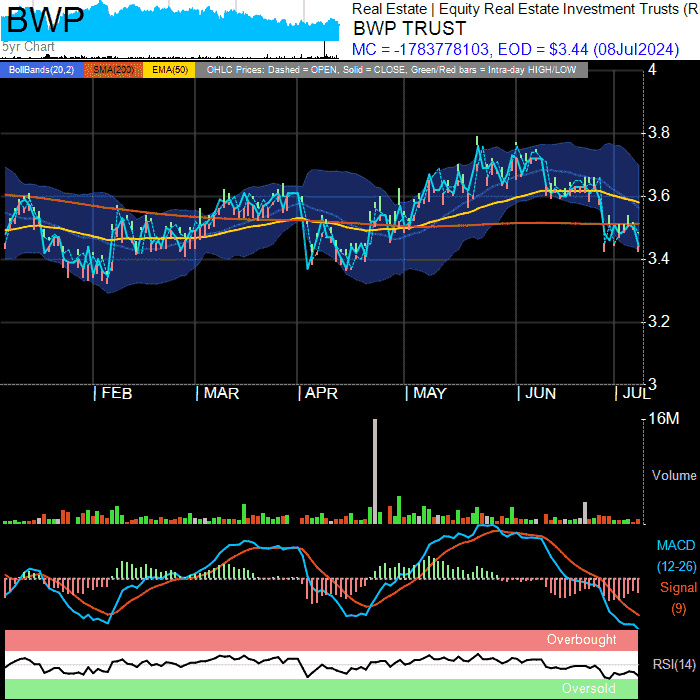 BWP
Real Estate | Equity Real Estate Investment Trusts (R
BWP TRUST
5yr Chart
MC = -1783778103, EOD = $3.44 (08Jul2024)
BollBands(20,2) SMA(200) EMA(50) OHLC Prices: Dashed = OPEN, Solid = CLOSE, Green/Red bars = Intra-day HIGH/LOW
4
3.8
3.6
3.4
3.2
3
| FEB | MAR | APR | MAY | JUN | JUL
16M
Volume
MACD
(12-26)
Signal
(9)
Overbought
RSI(14)
Oversold